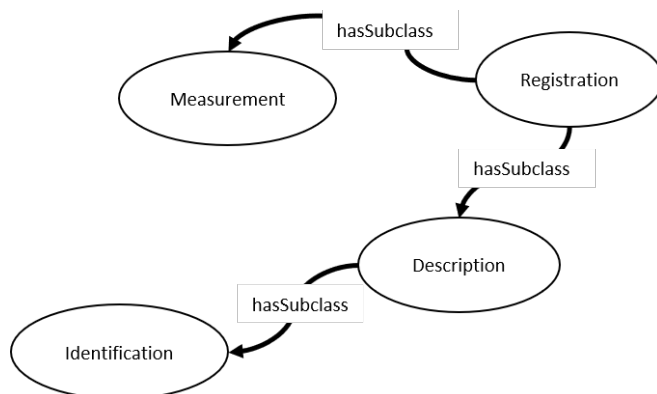 hasSubclass
Registration
Measurement
hasSubclass
Description
hasSubclass
Identification